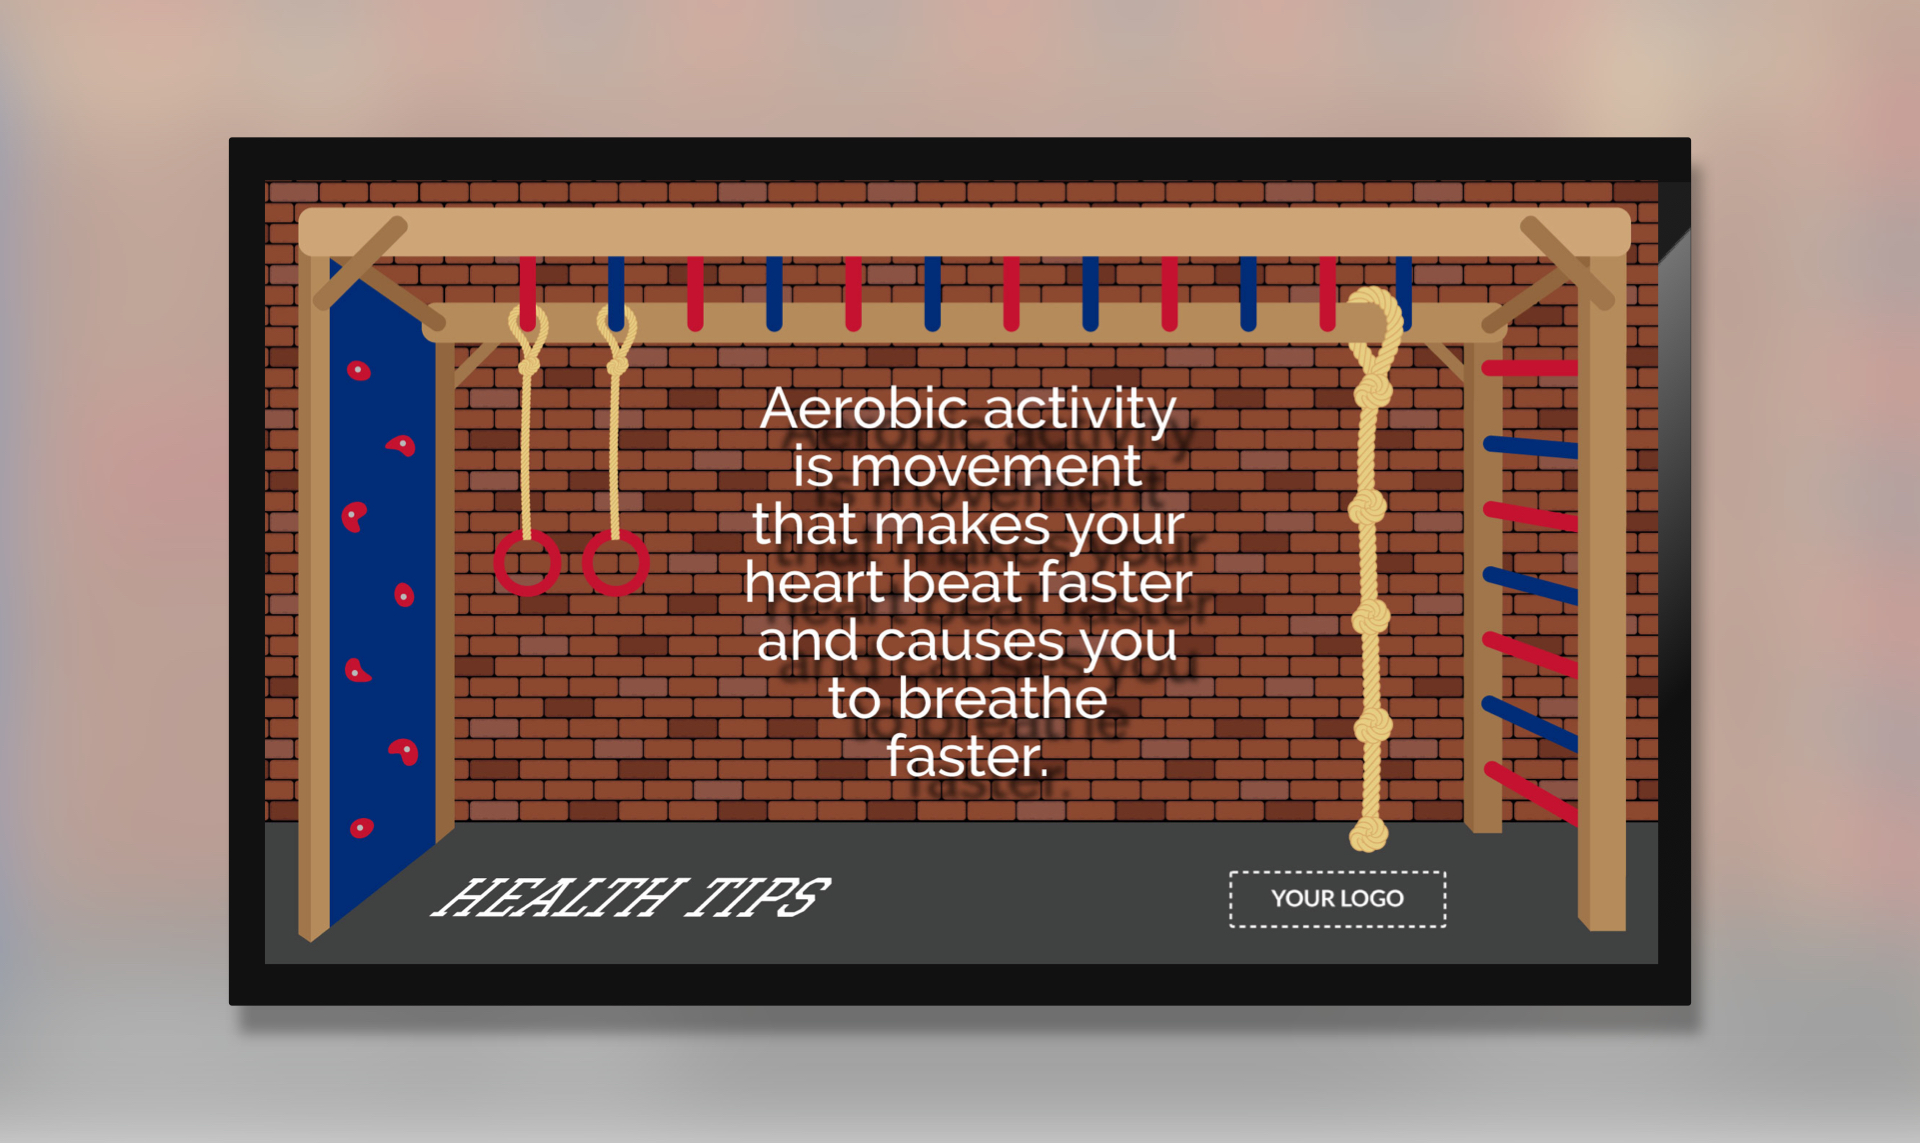 Aerobic activity
is movement
that makes your
heart beat faster
and causes you
to breathe
faster.
HEALTH TIPS
YOUR LOGO